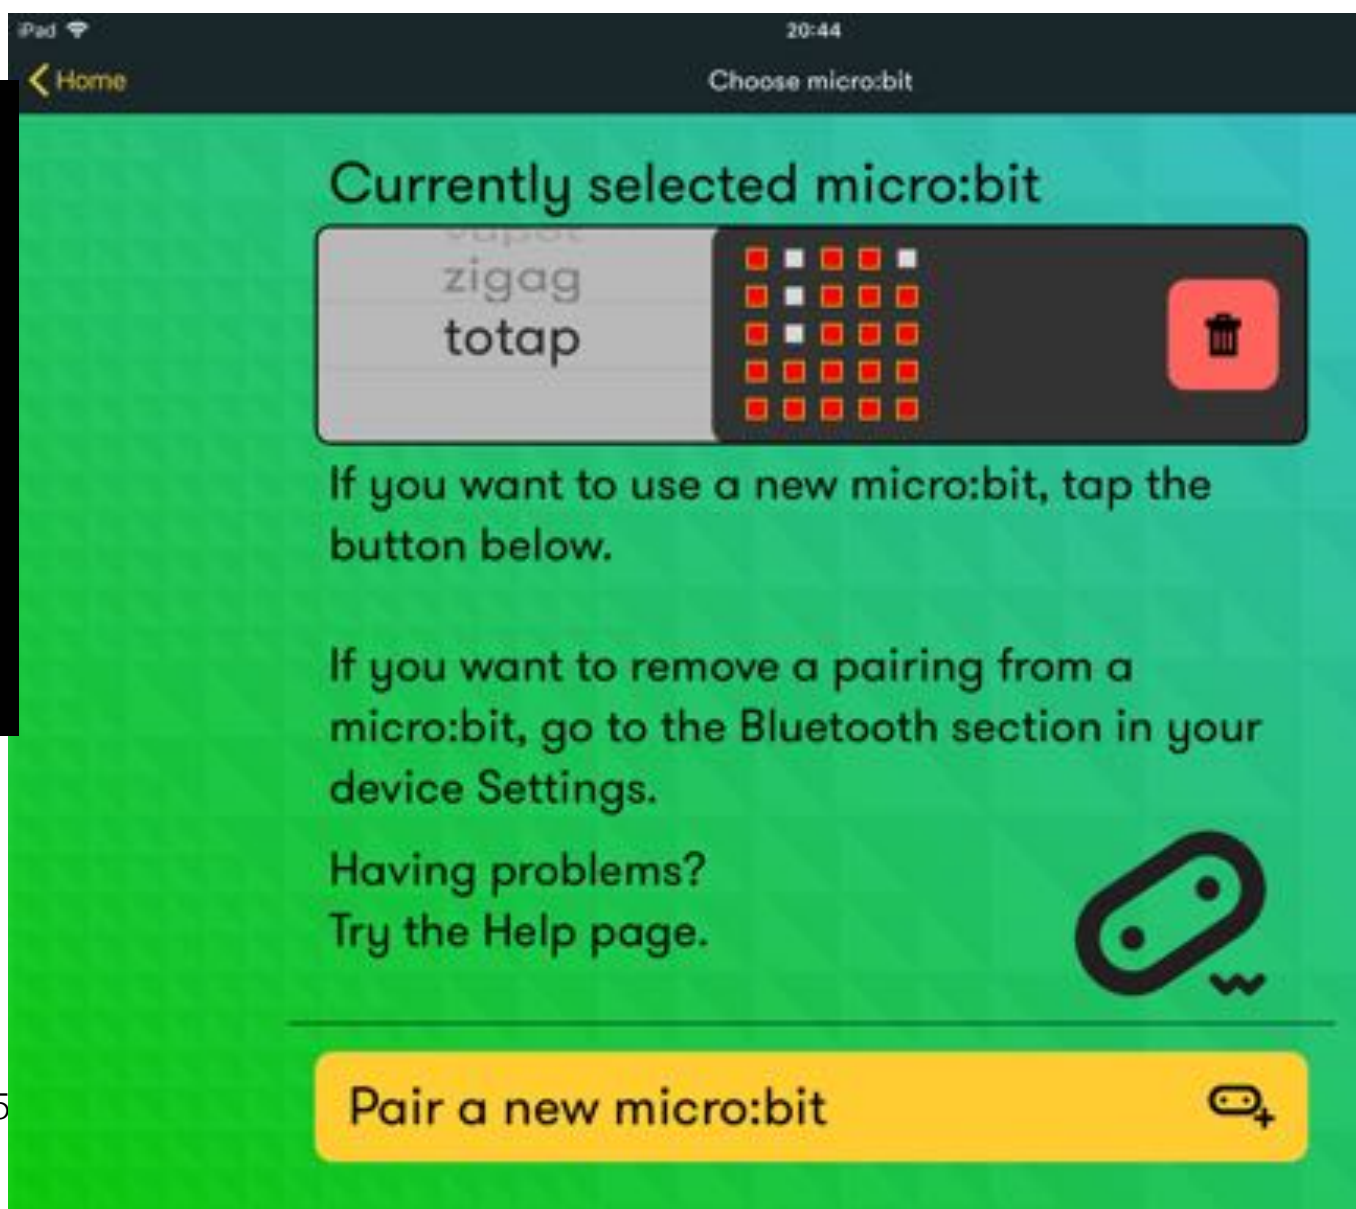 iPad
20:44
Home
Choose micro:bit
Currently selected micro:bit
zigag
totap
If you want to use a new micro:bit, tap the
button below.
If you want to remove a pairing from a
micro:bit, go to the Bluetooth section in your
device Settings.
Having problems?
Try the Help page.
5
Pair a new micro:bit